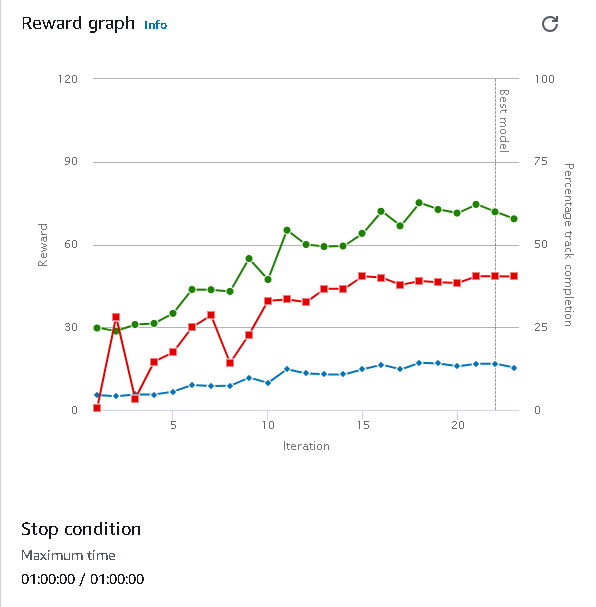 Reward graph Info
120
90
60
30
0
Reward
100
75
50
25
0
Percentage track completion
Best model
5
10
15
20
Iteration
Stop condition
Maximum time
01:00:00 / 01:00:00